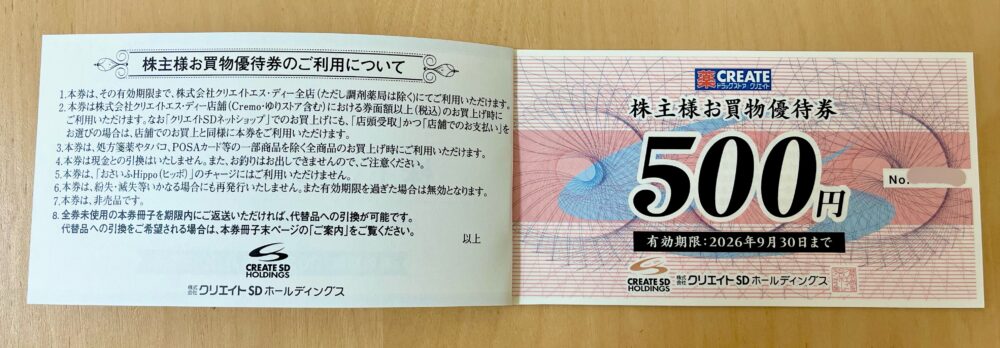 株主様お買物優待券のご利用について
1.本券は、その有効期限まで、株式会社クリエイトエス・ディー全店(ただし調剤薬局は除く)にてご利用いただけます。
2.本券は株式会社クリエイトエス・ディー店舗(Cremo・ゆりストア含む)における券面額以上(税込)のお買上げ時に
ご利用いただけます。なお「クリエイトSDネットショップ」でのお買上げにも、「店頭受取」かつ「店舗でのお支払い」を
お選びの場合は、店舗でのお買上と同様に本券をご利用いただけます。
3.本券は、処方箋薬やタバコ、POSAカード等の一部商品を除く全商品のお買上げ時にご利用いただけます。
4.本券は現金との引換はいたしません。また、お釣りはお出しできませんので、ご注意ください。
5.本券は、「おさいふHippo(ヒッポ)」のチャージにはご利用いただけません。
6.本券は、紛失・滅失等いかなる場合にも再発行いたしません。また有効期限を過ぎた場合は無効となります。
7.本券は、非売品です。
8.全券未使用の本券冊子を期限内にご返送いただければ、代替品への引換が可能です。
代替品への引換をご希望される場合は、本券冊子末ページの「ご案内」をご覧ください。
以上
CREATE SD
HOLDINGS
株式会社クリエイトSDホールディングス
薬 CREATE
ドラッグストア クリエイト
株主様お買物優待券
500円
No.
有効期限:2026年9月30日まで
CREATE SD
HOLDINGS
株式会社クリエイトSDホールディングス